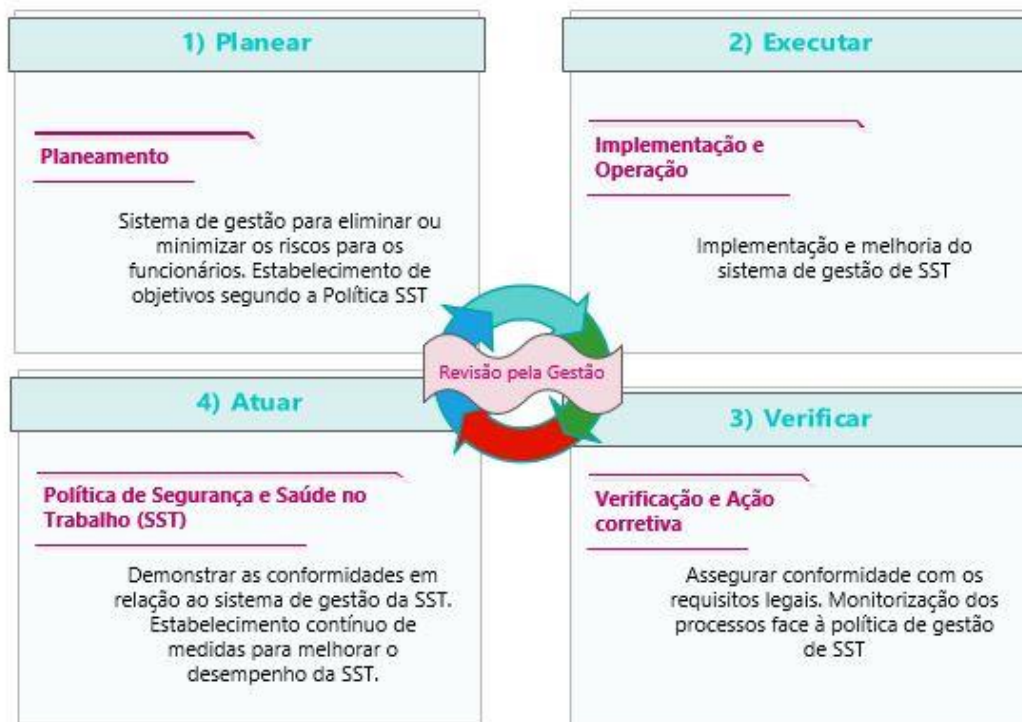 1) Planear
Planeamento
Sistema de gestão para eliminar ou
minimizar os riscos para os
funcionários. Estabelecimento de
objetivos segundo a Política SST
2) Executar
Implementação e
Operação
Implementação e melhoria do
sistema de gestão de SST
Revisão pela Gestão
4) Atuar
Política de Segurança e Saúde no
Trabalho (SST)
Demonstrar as conformidades em
relação ao sistema de gestão da SST.
Estabelecimento contínuo de
medidas para melhorar o
desempenho da SST.
3) Verificar
Verificação e Ação
corretiva
Assegurar conformidade com os
requisitos legais. Monitorização dos
processos face à política de gestão
de SST